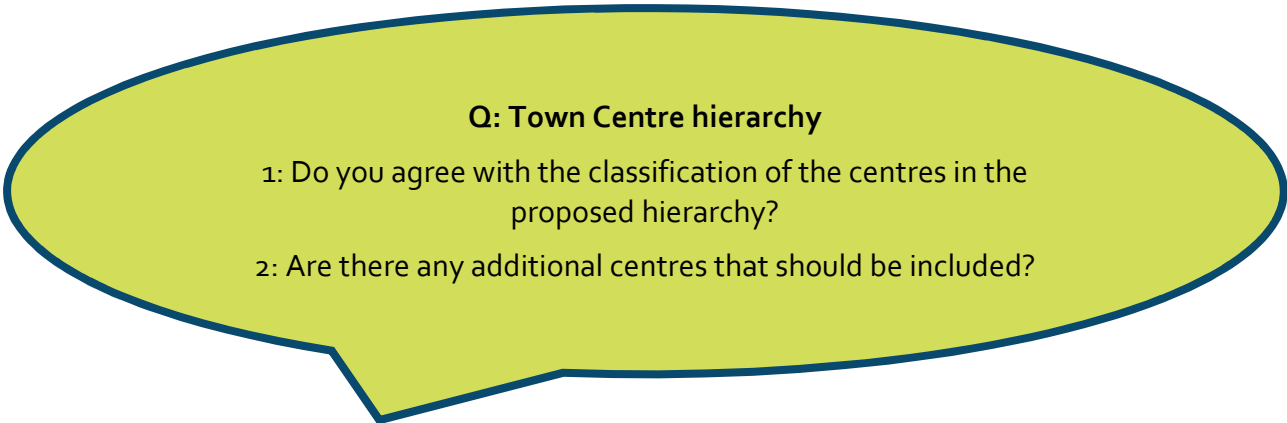 Q: Town Centre hierarchy
1: Do you agree with the classification of the centres in the
proposed hierarchy?
2: Are there any additional centres that should be included?